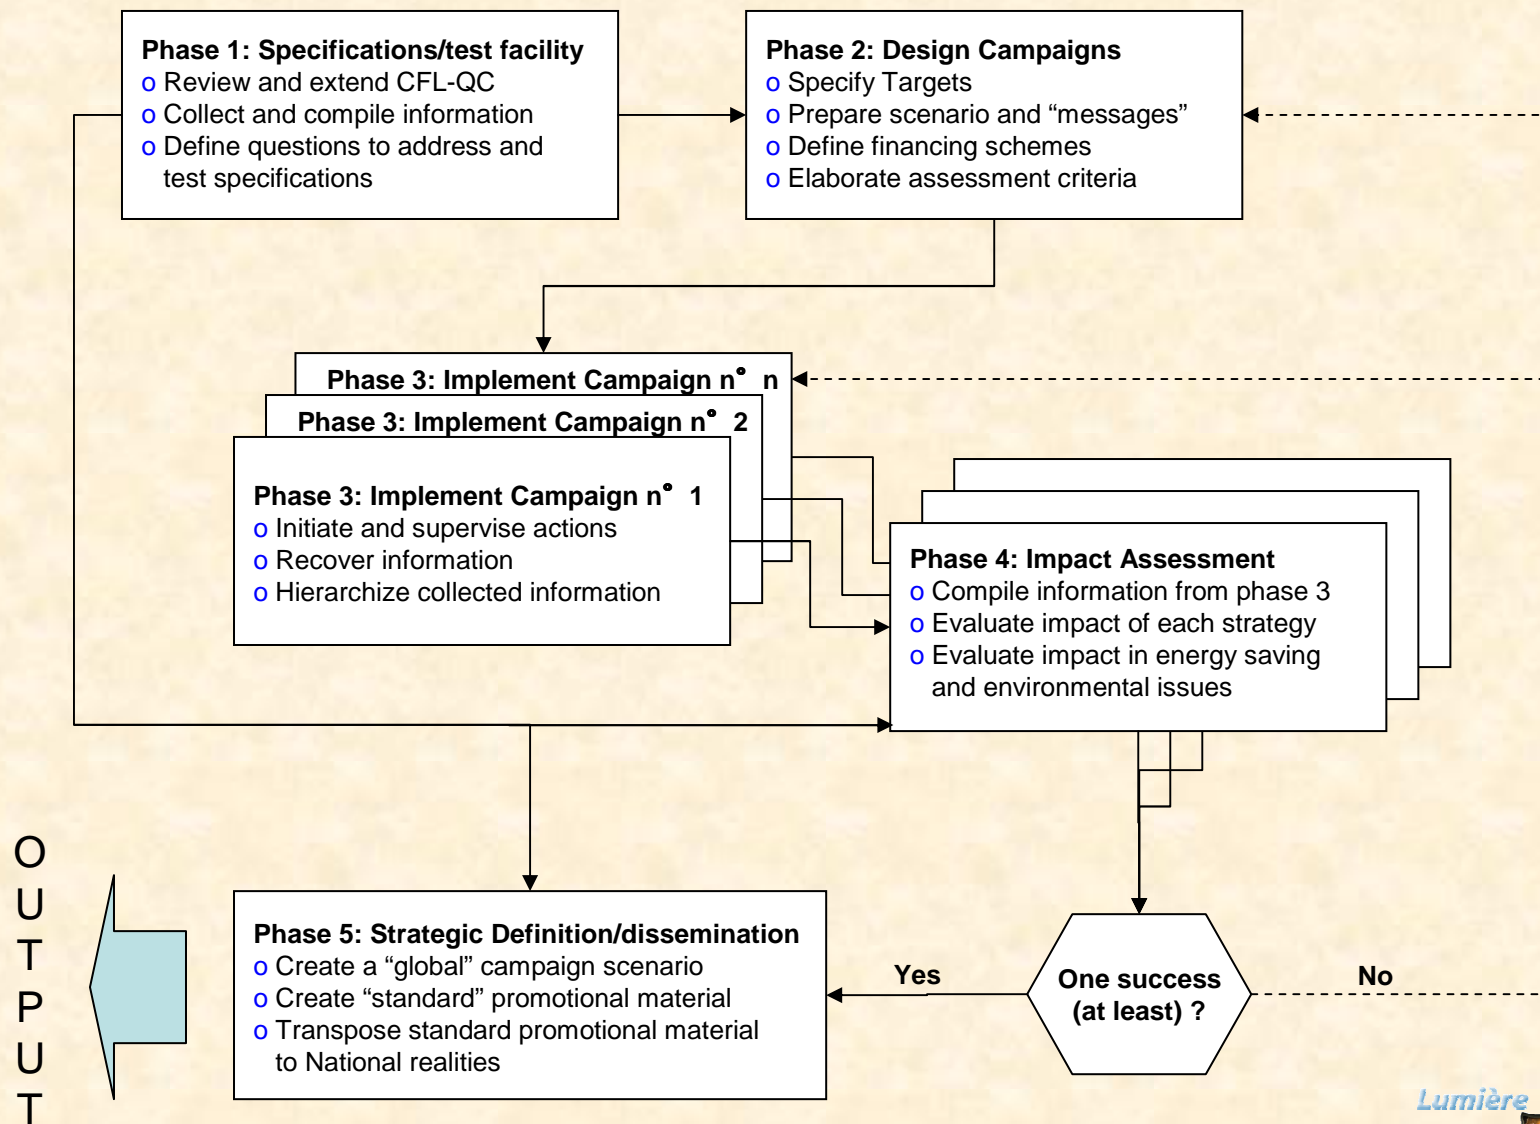 Phase 1: Specifications/test facility
o Review and extend CFL-QC
o Collect and compile information
o Define questions to address and
test specifications
Phase 2: Design Campaigns
o Specify Targets
o Prepare scenario and “messages”
o Define financing schemes
o Elaborate assessment criteria
Phase 3: Implement Campaign n° n
Phase 3: Implement Campaign n° 2
Phase 3: Implement Campaign n° 1
o Initiate and supervise actions
o Recover information
o Hierarchize collected information
Phase 4: Impact Assessment
o Compile information from phase 3
o Evaluate impact of each strategy
o Evaluate impact in energy saving
and environmental issues
OUTPUT
Phase 5: Strategic Definition/dissemination
o Create a “global” campaign scenario
o Create “standard” promotional material
o Transpose standard promotional material
to National realities
Yes
One success
(at least) ?
No
Lumière